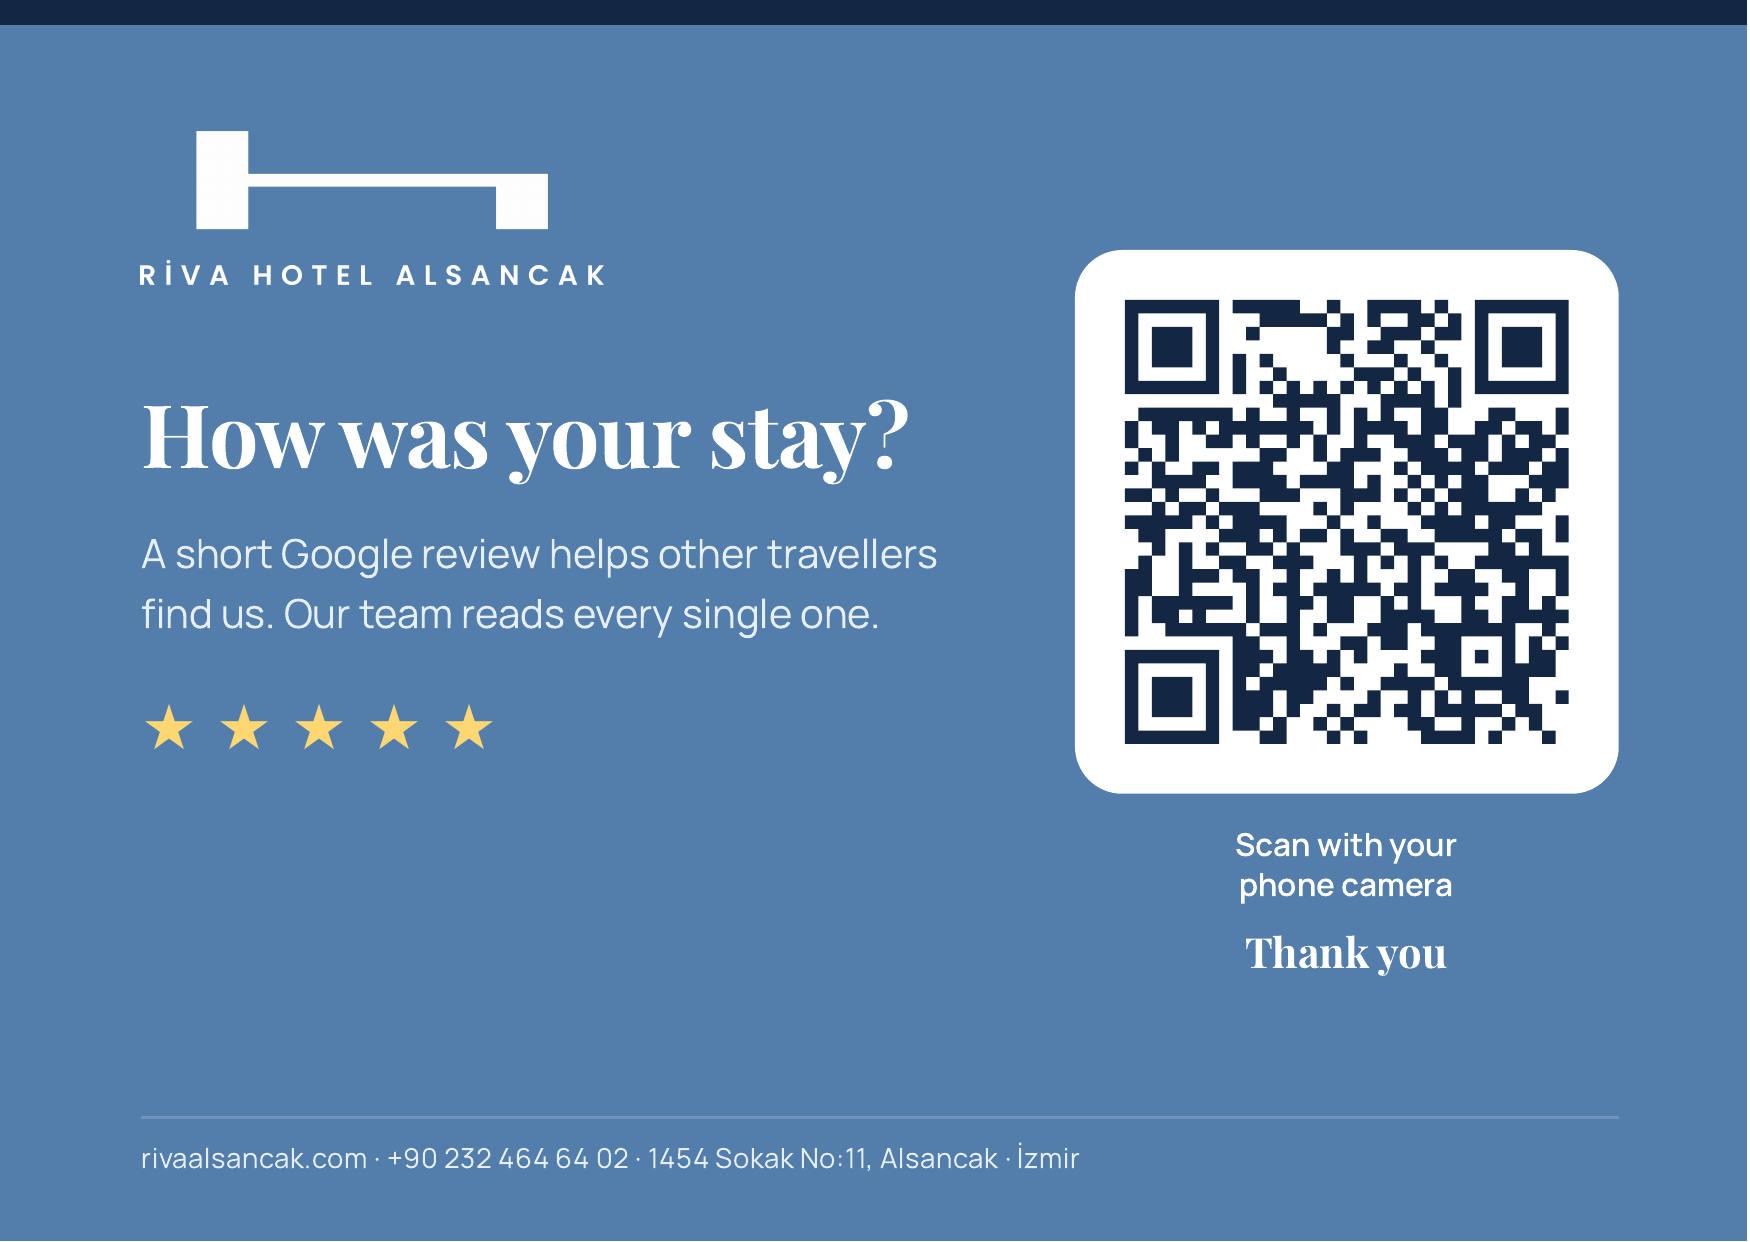 RİVA HOTEL ALSANCAK
How was your stay?
A short Google review helps other travellers
find us. Our team reads every single one.
Scan with your
phone camera
Thank you
rivaalsancak.com · +90 232 464 64 02 · 1454 Sokak No:11, Alsancak · İzmir